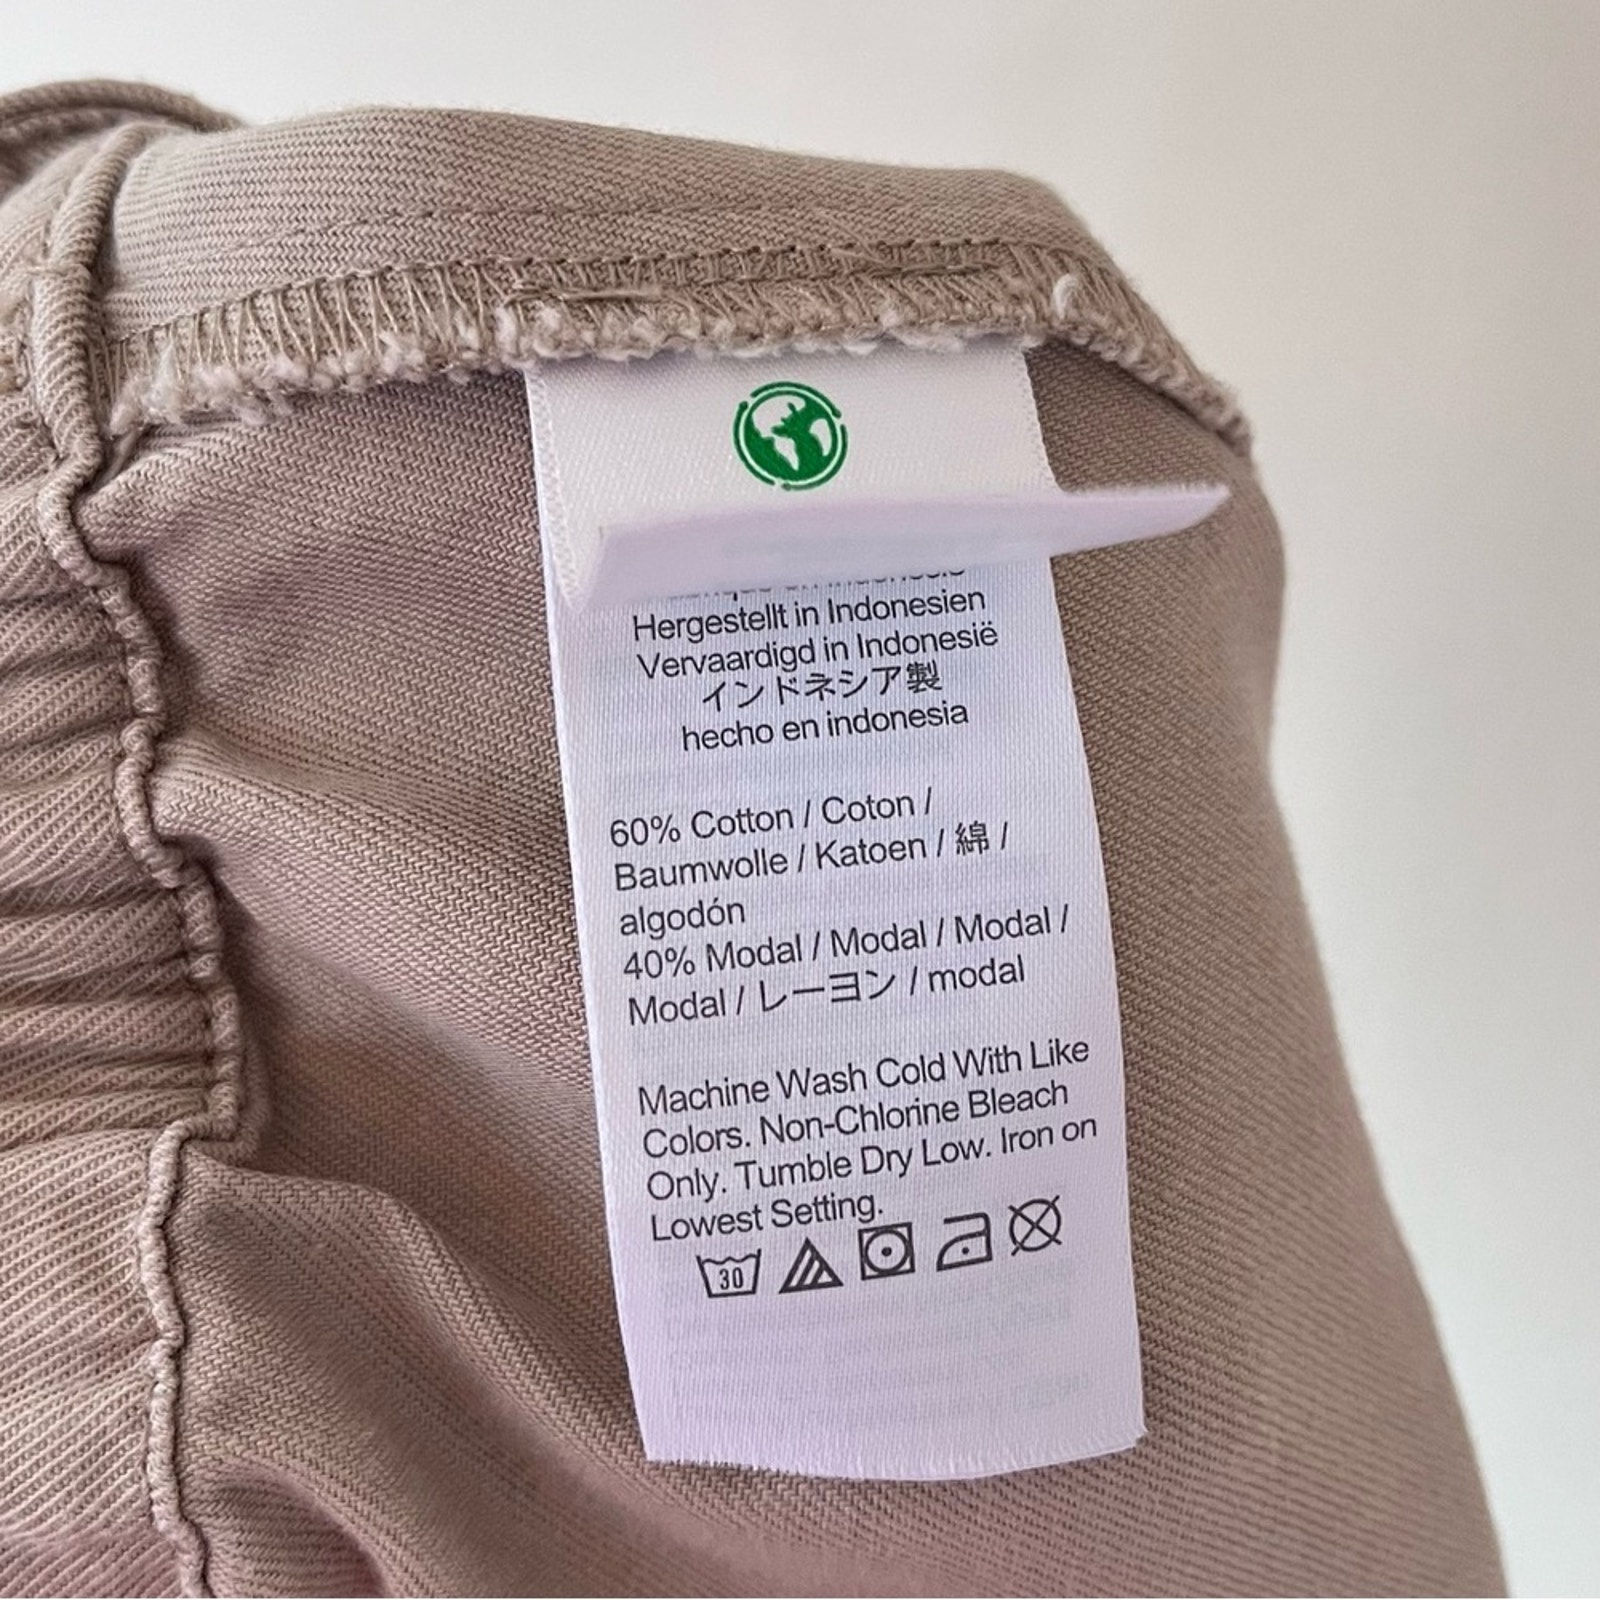 Hergestellt in Indonesien
Vervaardigd in Indonesië
インドネシア製
hecho en indonesia
60% Cotton / Coton /
Baumwolle / Katoen / 綿 /
algodón
40% Modal / Modal / Modal /
Modal / レーヨン / modal
Machine Wash Cold With Like
Colors. Non-Chlorine Bleach
Only. Tumble Dry Low. Iron on
Lowest Setting.
30